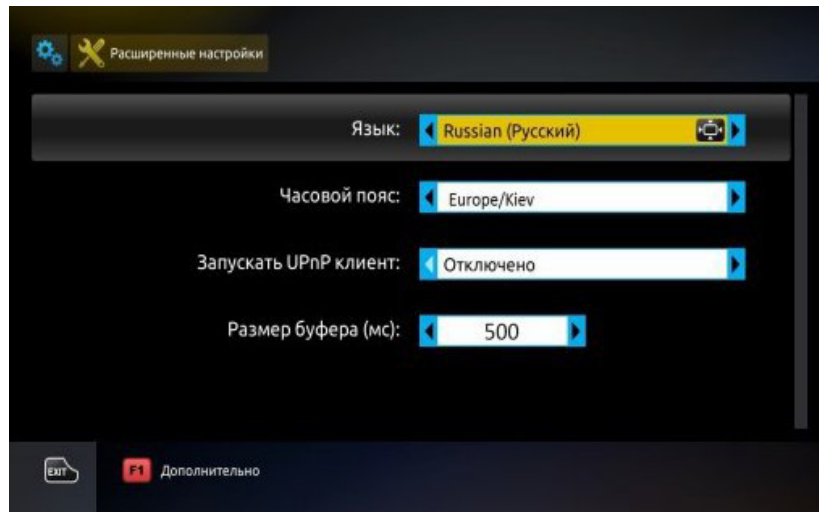 Расширенные настройки
Язык: Russian (Русский)
Часовой пояс: Europe/Kiev
Запускать UPnP клиент: Отключено
Размер буфера (мс): 500
EXIT F1 Дополнительно